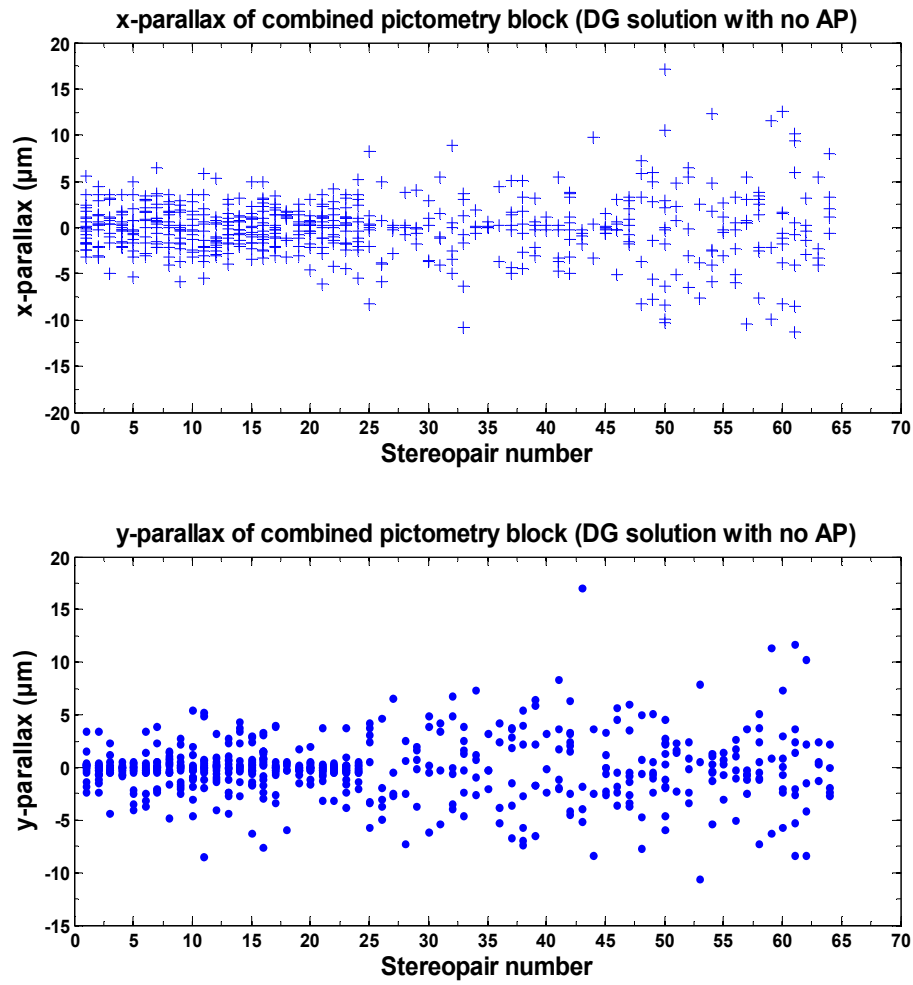 x-parallax of combined pictometry block (DG solution with no AP)
20
15
10
5
0
-5
-10
-15
-20
x-parallax (µm)
0 5 10 15 20 25 30 35 40 45 50 55 60 65 70
Stereopair number
y-parallax of combined pictometry block (DG solution with no AP)
20
15
10
5
0
-5
-10
-15
y-parallax (µm)
0 5 10 15 20 25 30 35 40 45 50 55 60 65 70
Stereopair number